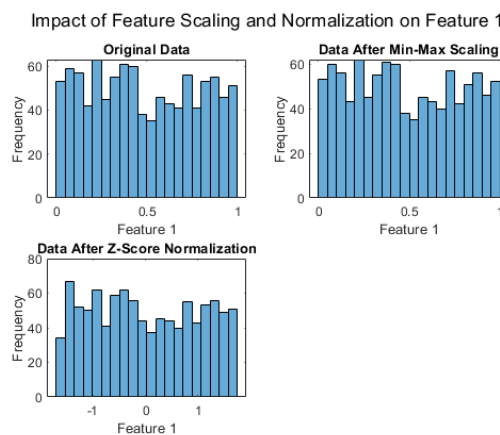 Impact of Feature Scaling and Normalization on Feature 1
Original Data
60
40
20
0
Frequency
0 0.5 1
Feature 1
Data After Min-Max Scaling
60
40
20
0
Frequency
0 0.5 1
Feature 1
Data After Z-Score Normalization
80
60
40
20
0
Frequency
-1 0 1
Feature 1